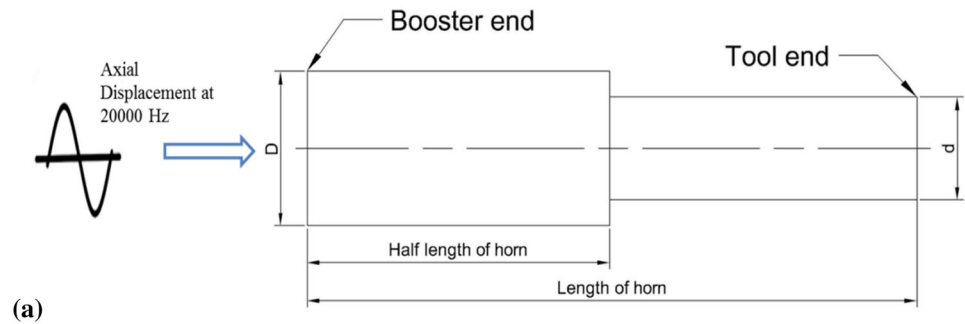 Booster end
Tool end
Axial
Displacement at
20000 Hz
D
d
Half length of horn
Length of horn
(a)